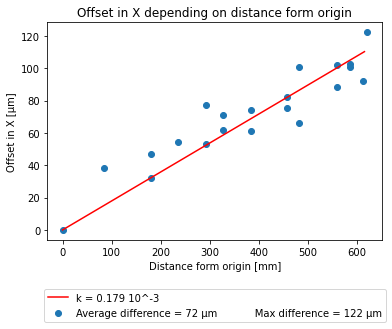 Offset in X depending on distance form origin
120
100
80
60
40
20
0
Offset in X [µm]
0
100
200
300
400
500
600
Distance form origin [mm]
k = 0.179 10^-3
Average difference = 72 µm Max difference = 122 µm